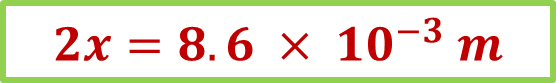 2x = 8.6 × 10⁻³ m